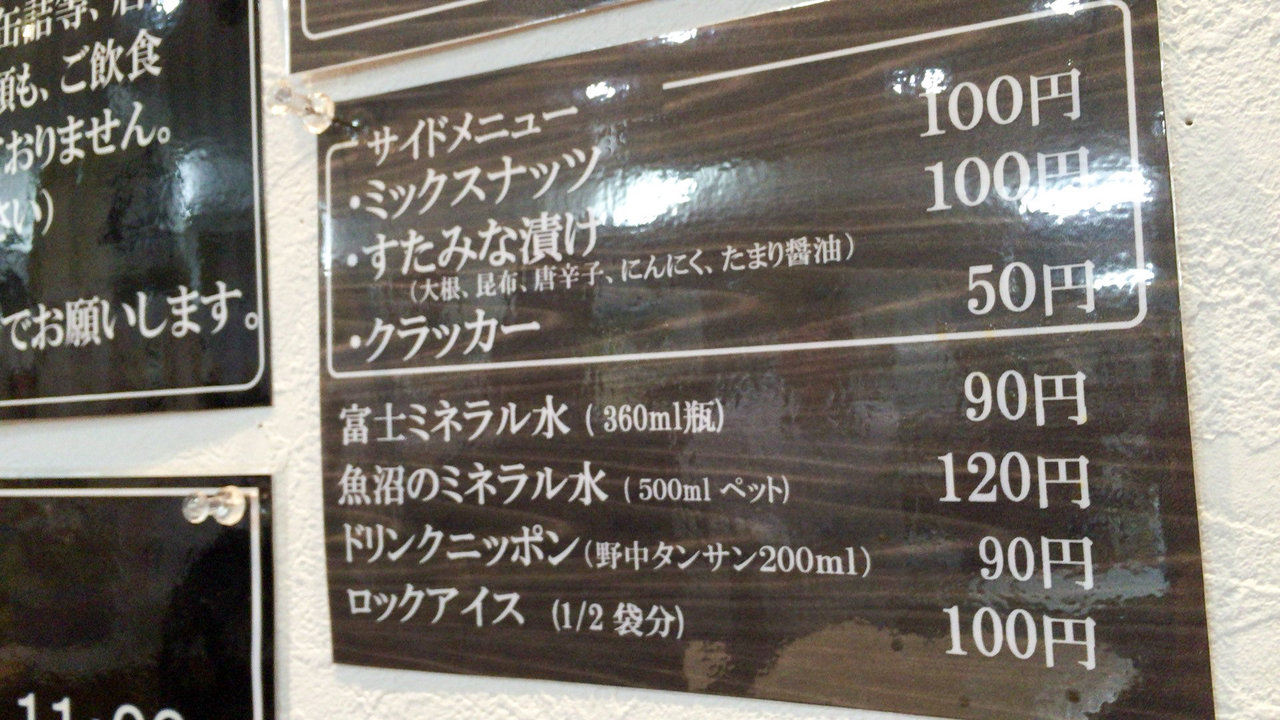 缶詰等、
類も、ご飲食
ておりません。
さい)
でお願いします。
サイドメニュー
・ミックスナッツ 100円
・すたみな漬け 100円
(大根、昆布、唐辛子、にんにく、たまり醤油)
・クラッカー 50円
富士ミネラル水 (360ml瓶) 90円
魚沼のミネラル水 (500ml ペット) 120円
ドリンクニッポン(野中タンサン200ml) 90円
ロックアイス (1/2 袋分) 100円